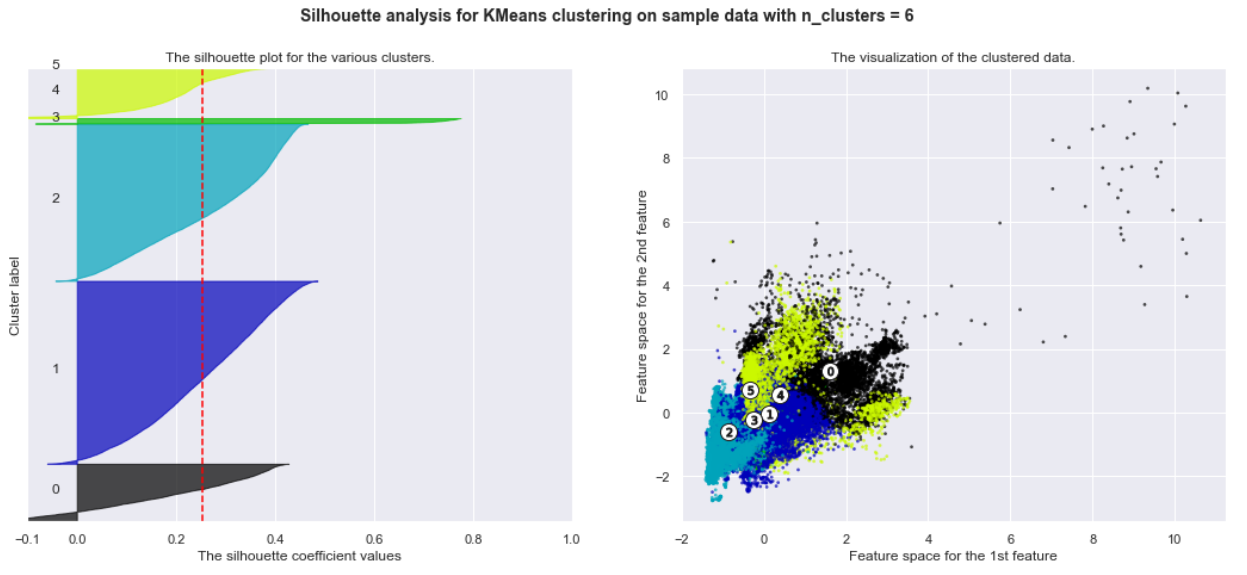 Silhouette analysis for KMeans clustering on sample data with n_clusters = 6
The silhouette plot for the various clusters.
5
4
3
2
1
0
Cluster label
−0.1 0.0 0.2 0.4 0.6 0.8 1.0
The silhouette coefficient values
The visualization of the clustered data.
10
8
6
4
2
0
−2
Feature space for the 2nd feature
0
5
4
1
3
2
−2 0 2 4 6 8 10
Feature space for the 1st feature